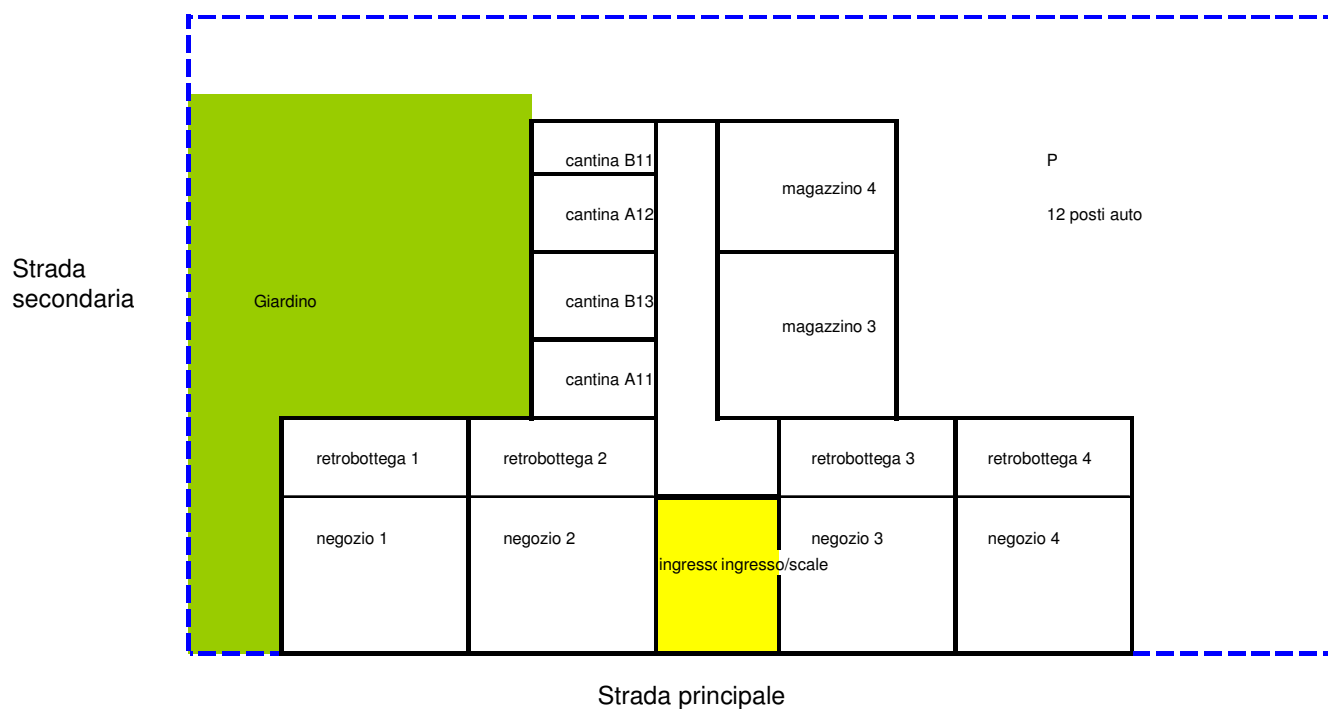 cantina B11
P
magazzino 4
cantina A12
12 posti auto
Strada
secondaria
Giardino
cantina B13
magazzino 3
cantina A11
retrobottega 1
retrobottega 2
retrobottega 3
retrobottega 4
negozio 1
negozio 2
negozio 3
negozio 4
ingresso ingresso/scale
Strada principale